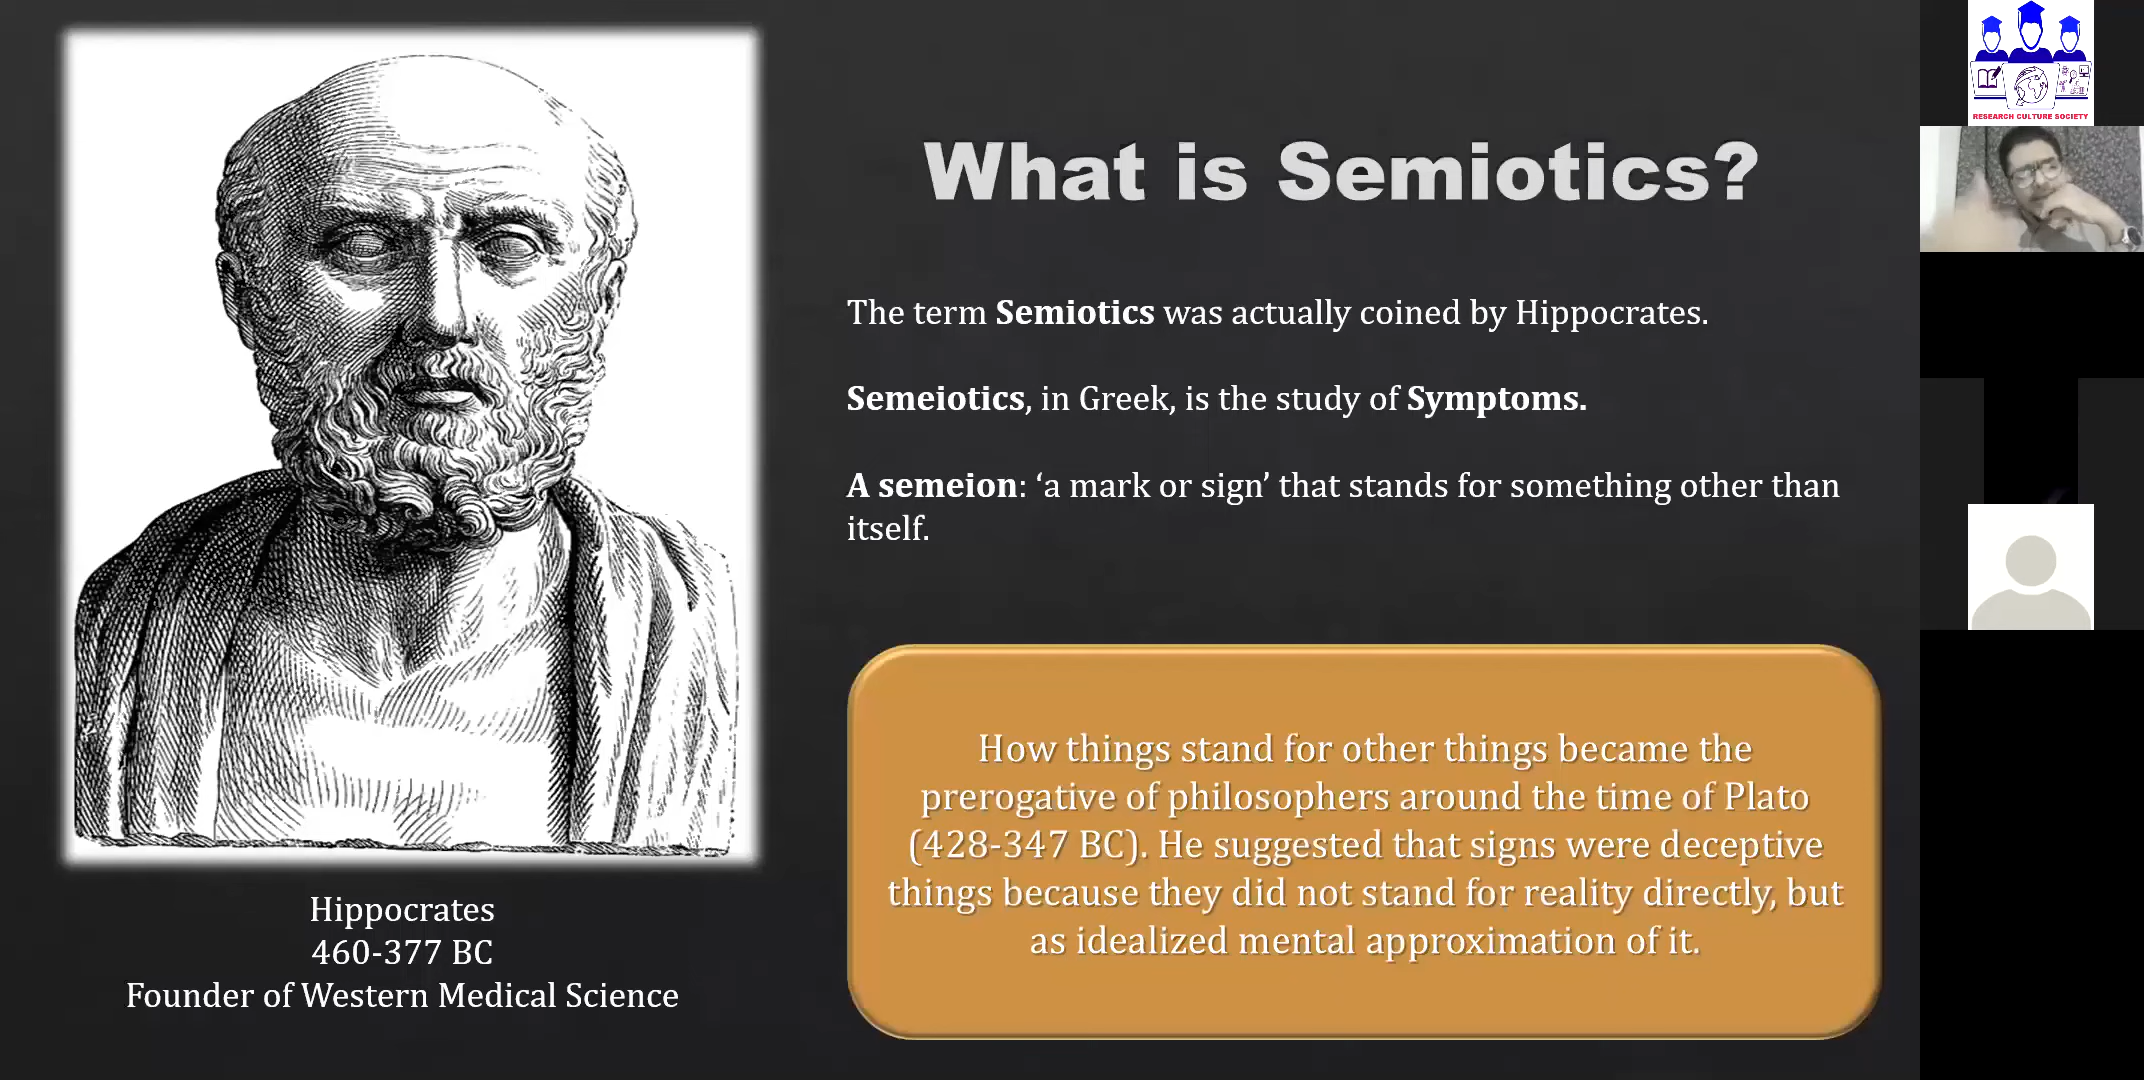 What is Semiotics?
The term Semiotics was actually coined by Hippocrates.
Semeiotics, in Greek, is the study of Symptoms.
A semeion: ‘a mark or sign’ that stands for something other than
itself.
How things stand for other things became the
prerogative of philosophers around the time of Plato
(428-347 BC). He suggested that signs were deceptive
things because they did not stand for reality directly, but
as idealized mental approximation of it.
Hippocrates
460-377 BC
Founder of Western Medical Science
RESEARCH CULTURE SOCIETY